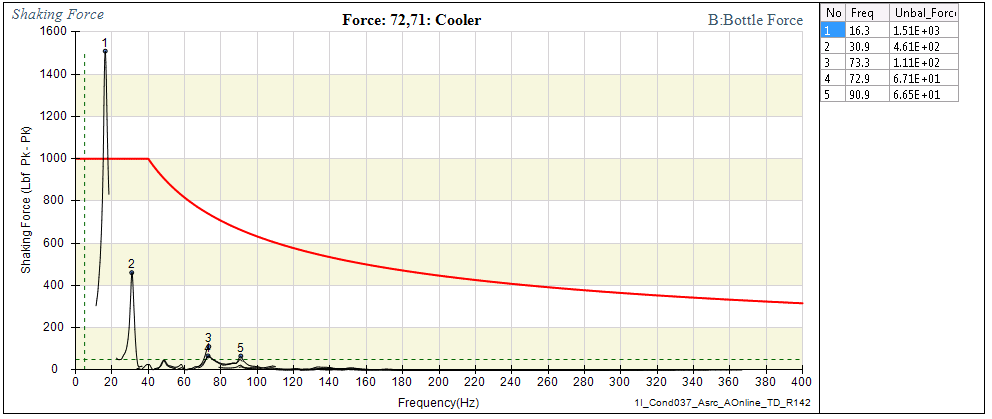 Shaking Force
Force: 72,71: Cooler
B:Bottle Force
1600
1400
1200
1000
800
600
400
200
0
Shaking Force (Lbf Pk - Pk)
1
2
3
5
0 20 40 60 80 100 120 140 160 180 200 220 240 260 280 300 320 340 360 380 400
Frequency(Hz)
1I_Cond037_Asrc_AOnline_TD_R142
No Freq Unbal_Forc
1 16.3 1.51E+03
2 30.9 4.61E+02
3 73.3 1.11E+02
4 72.9 6.71E+01
5 90.9 6.65E+01